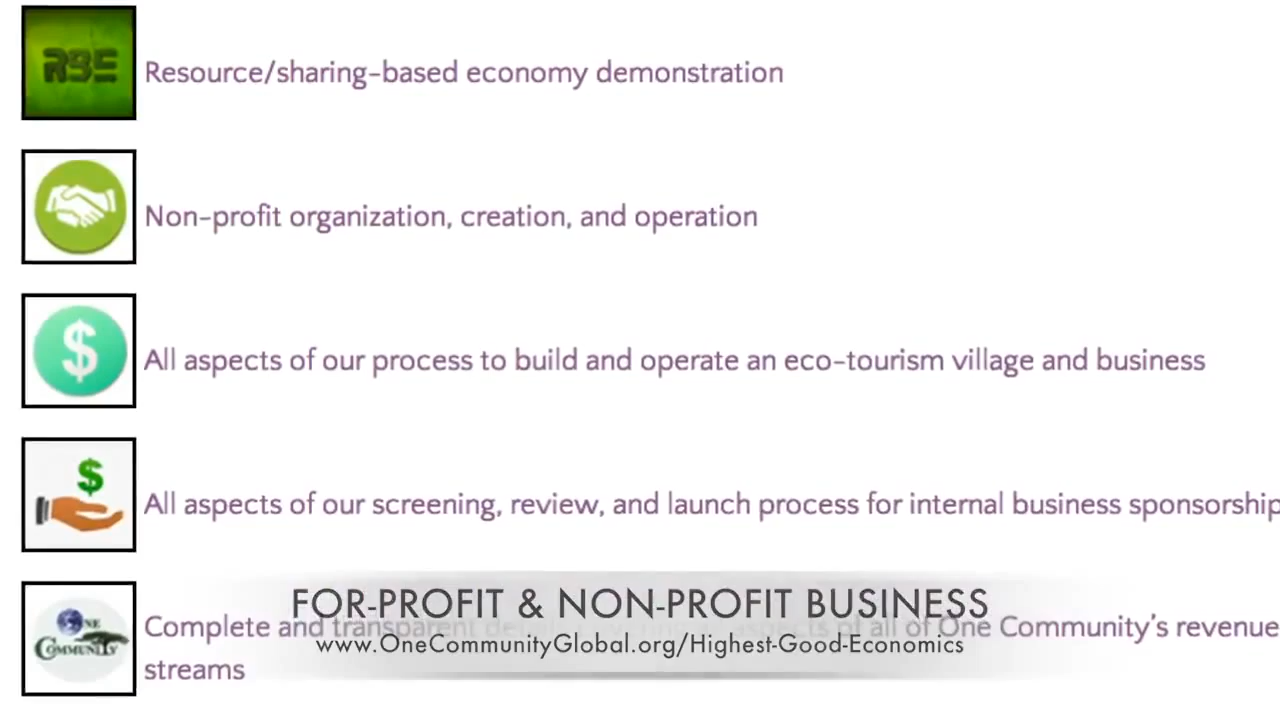 RBE
Resource/sharing-based economy demonstration
Non-profit organization, creation, and operation
$
All aspects of our process to build and operate an eco-tourism village and business
$
All aspects of our screening, review, and launch process for internal business sponsorship
ONE
COMMUNITY
Complete and transparent aspects of all of One Community's revenue
streams
FOR-PROFIT & NON-PROFIT BUSINESS
www.OneCommunityGlobal.org/Highest-Good-Economics